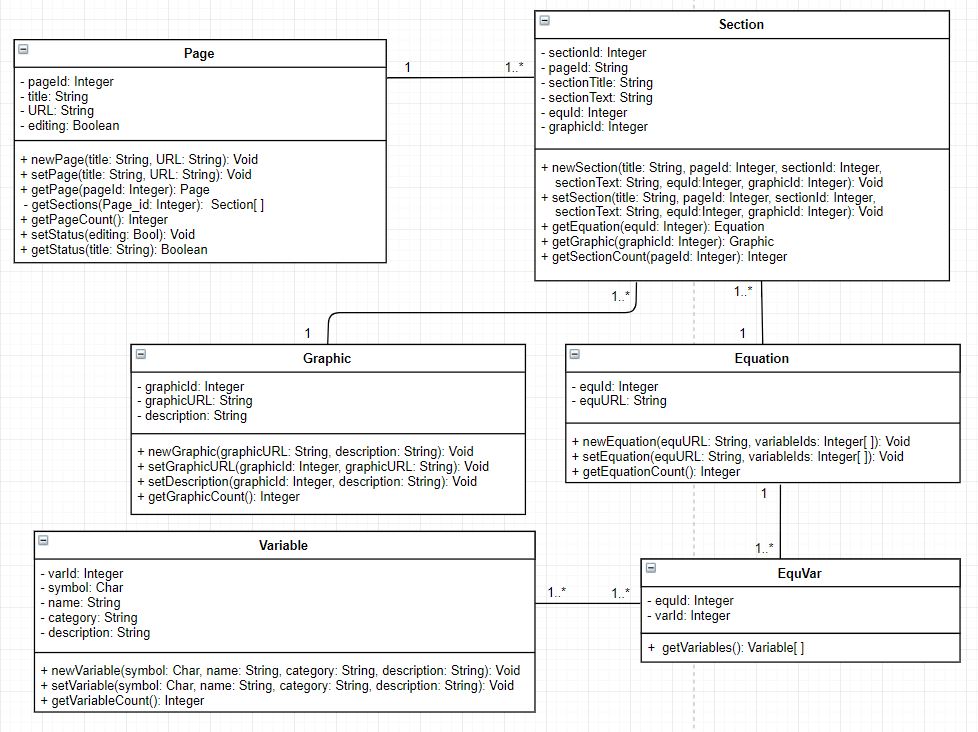 Page
- pageId: Integer
- title: String
- URL: String
- editing: Boolean
+ newPage(title: String, URL: String): Void
+ setPage(title: String, URL: String): Void
+ getPage(pageId: Integer): Page
- getSections(Page_id: Integer):  Section[ ]
+ getPageCount(): Integer
+ setStatus(editing: Bool): Void
+ getStatus(title: String): Boolean
1
1..*
Section
- sectionId: Integer
- pageId: String
- sectionTitle: String
- sectionText: String
- equId: Integer
- graphicId: Integer
+ newSection(title: String, pageId: Integer, sectionId: Integer,
sectionText: String, equId:Integer, graphicId: Integer): Void
+ setSection(title: String, pageId: Integer, sectionId: Integer,
sectionText: String, equId:Integer, graphicId: Integer): Void
+ getEquation(equId: Integer): Equation
+ getGraphic(graphicId: Integer): Graphic
+ getSectionCount(pageId: Integer): Integer
1..*
1..*
1
1
Graphic
- graphicId: Integer
- graphicURL: String
- description: String
+ newGraphic(graphicURL: String, description: String): Void
+ setGraphicURL(graphicId: Integer, graphicURL: String): Void
+ setDescription(graphicId: Integer, description: String): Void
+ getGraphicCount(): Integer
Equation
- equId: Integer
- equURL: String
+ newEquation(equURL: String, variableIds: Integer[ ]): Void
+ setEquation(equURL: String, variableIds: Integer[ ]): Void
+ getEquationCount(): Integer
1
1..*
Variable
- varId: Integer
- symbol: Char
- name: String
- category: String
- description: String
+ newVariable(symbol: Char, name: String, category: String, description: String): Void
+ setVariable(symbol: Char, name: String, category: String, description: String): Void
+ getVariableCount(): Integer
1..*
1..*
EquVar
- equId: Integer
- varId: Integer
+  getVariables(): Variable[ ]